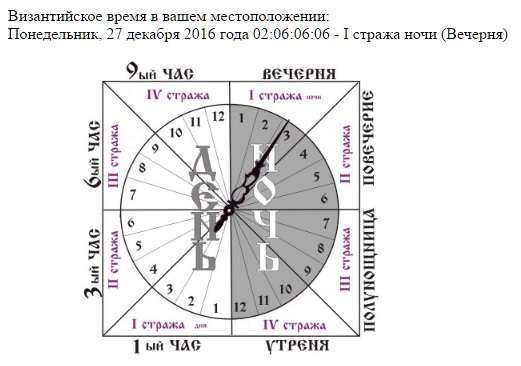 Византийское время в вашем местоположении:
Понедельник, 27 декабря 2016 года 02:06:06:06 - I стража ночи (Вечерня)
9ый ЧАС
ВЕЧЕРНЯ
IV стража
I стража ночи
12
1
11
2
10
3
9
4
8
5
7
6
6
7
5
8
4
9
3
10
2
11
1
12
6ый ЧАС
III стража
ДЕНЬ
НОЧЬ
II стража
ПОВЕЧЕРИЕ
3ый ЧАС
II стража
III стража
ПОЛУНОЩНИЦА
I стража дня
IV стража
1ый ЧАС
УТРЕНЯ